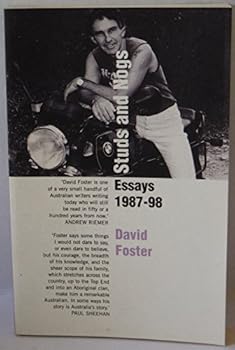 Studs and Nogs
Essays
1987-98
David
Foster
"David Foster is one
of a very small handful of
Australian writers writing
today who will still
be read in fifty or a
hundred years from now."
ANDREW RIEMER
"Foster says some things
I would not dare to say,
or even dare to believe,
but his courage, the breadth
of his knowledge, and the
sheer scope of his family,
which stretches across the
country, up to the Top End
and into an Aboriginal clan,
make him a remarkable
Australian. In some ways his
story is Australia's story."
PAUL SHEEHAN